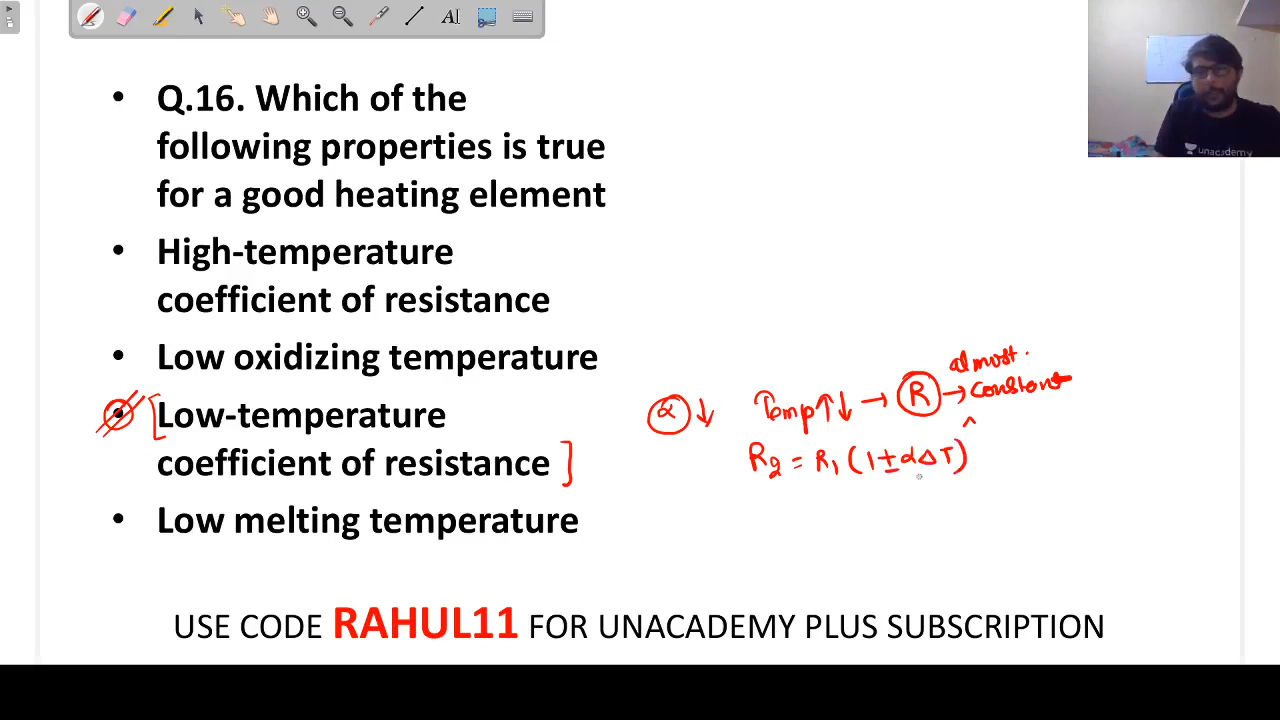 • Q.16. Which of the
following properties is true
for a good heating element
• High-temperature
coefficient of resistance
• Low oxidizing temperature
• Low-temperature
coefficient of resistance
• Low melting temperature
α ↓ Temp ↑↓ → R → almost constant
R₂ = R₁ (1 ± α Δ T)
USE CODE RAHUL11 FOR UNACADEMY PLUS SUBSCRIPTION
unacademy